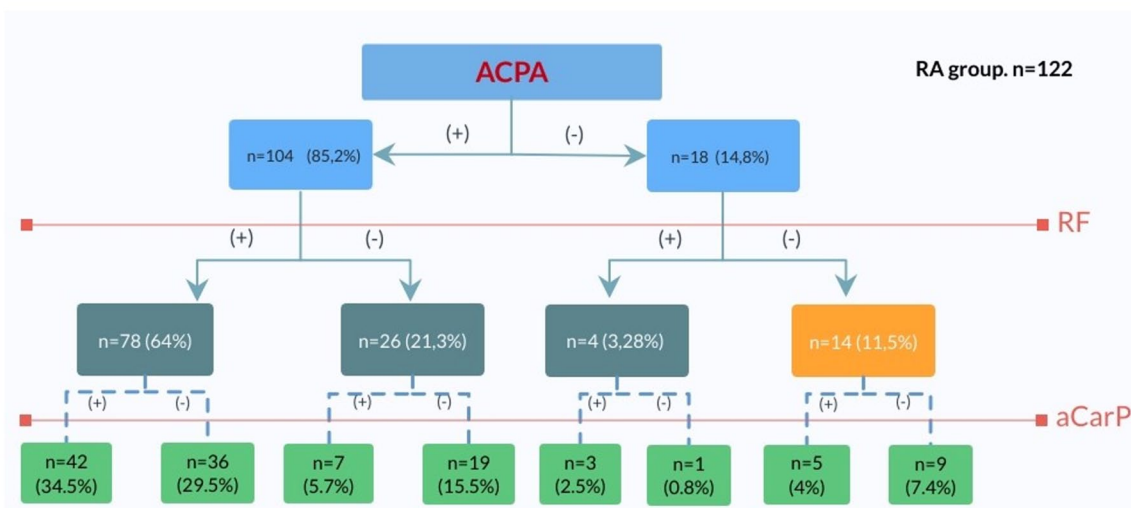 ACPA
RA group. n=122
(+) (-)
n=104 (85,2%)
n=18 (14,8%)
RF
(+) (-) (+) (-)
n=78 (64%)
n=26 (21,3%)
n=4 (3,28%)
n=14 (11,5%)
(+) (-) (+) (-) (+) (-) (+) (-)
aCarP
n=42
(34.5%)
n=36
(29.5%)
n=7
(5.7%)
n=19
(15.5%)
n=3
(2.5%)
n=1
(0.8%)
n=5
(4%)
n=9
(7.4%)